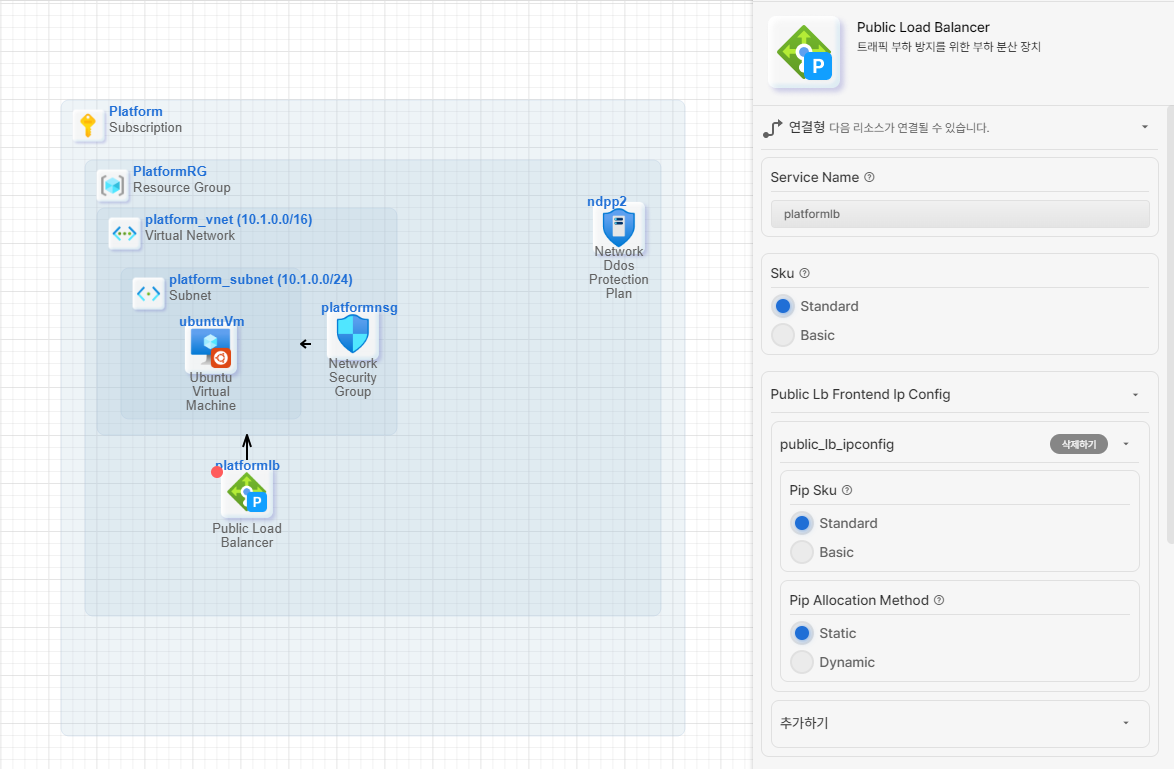 Platform
Subscription
PlatformRG
Resource Group
platform_vnet (10.1.0.0/16)
Virtual Network
platform_subnet (10.1.0.0/24)
Subnet
ubuntuVm
Ubuntu
Virtual
Machine
platformnsg
Network
Security
Group
ndpp2
Network
Ddos
Protection
Plan
platformlb
P
Public Load
Balancer
P
Public Load Balancer
트래픽 부하 방지를 위한 부하 분산 장치
연결형 다음 리소스가 연결될 수 있습니다.
Service Name
platformlb
Sku
Standard
Basic
Public Lb Frontend Ip Config
public_lb_ipconfig
삭제하기
Pip Sku
Standard
Basic
Pip Allocation Method
Static
Dynamic
추가하기